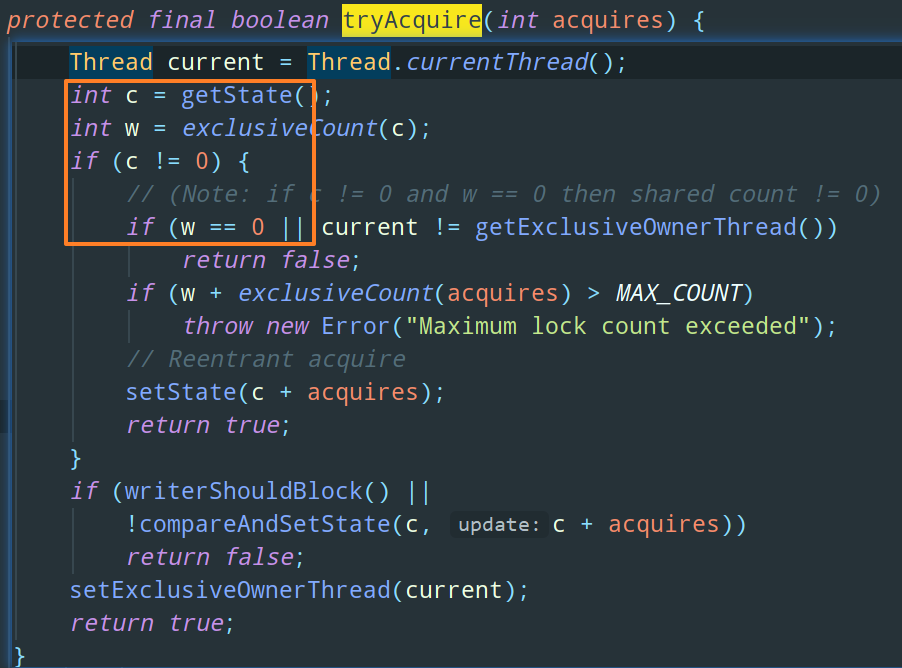 protected final boolean tryAcquire(int acquires) {
Thread current = Thread.currentThread();
int c = getState();
int w = exclusiveCount(c);
if (c != 0) {
// (Note: if c != 0 and w == 0 then shared count != 0)
if (w == 0 || current != getExclusiveOwnerThread())
return false;
if (w + exclusiveCount(acquires) > MAX_COUNT)
throw new Error("Maximum lock count exceeded");
// Reentrant acquire
setState(c + acquires);
return true;
}
if (writerShouldBlock() ||
!compareAndSetState(c, update: c + acquires))
return false;
setExclusiveOwnerThread(current);
return true;
}